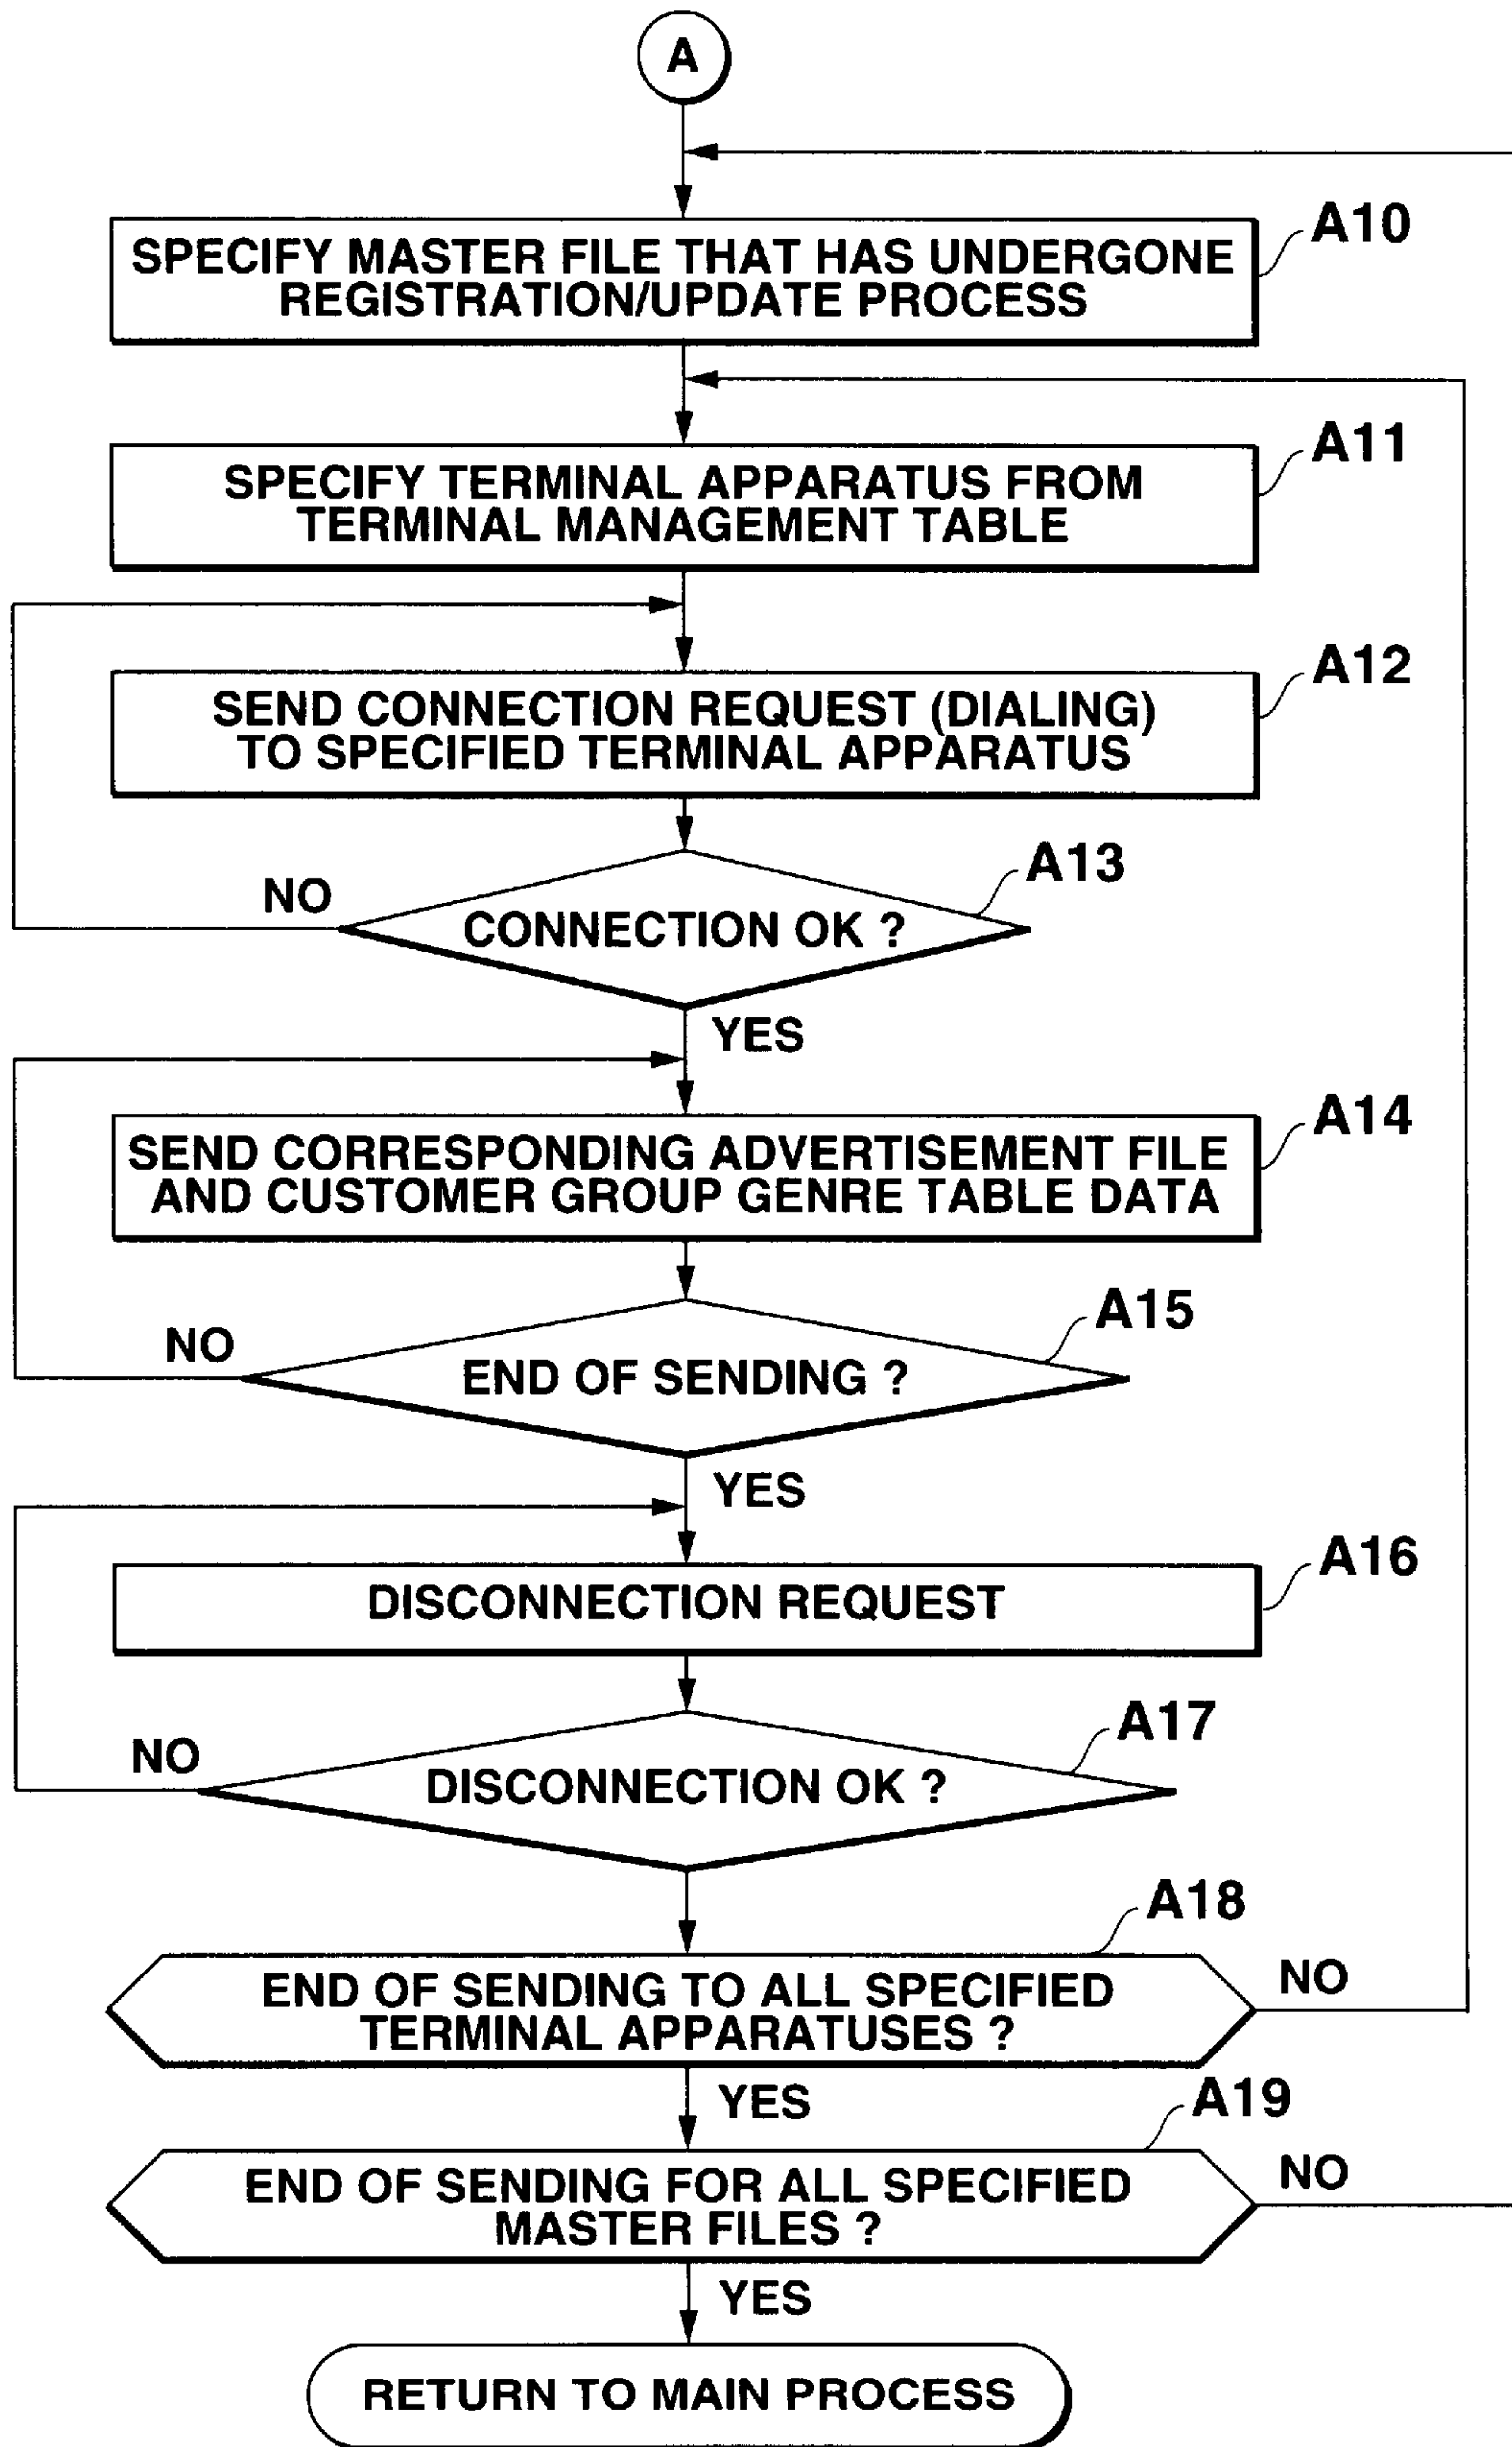 A
A10
SPECIFY MASTER FILE THAT HAS UNDERGONE
REGISTRATION/UPDATE PROCESS
A11
SPECIFY TERMINAL APPARATUS FROM
TERMINAL MANAGEMENT TABLE
A12
SEND CONNECTION REQUEST (DIALING)
TO SPECIFIED TERMINAL APPARATUS
A13
NO
CONNECTION OK ?
YES
A14
SEND CORRESPONDING ADVERTISEMENT FILE
AND CUSTOMER GROUP GENRE TABLE DATA
A15
NO
END OF SENDING ?
YES
A16
DISCONNECTION REQUEST
A17
NO
DISCONNECTION OK ?
A18
NO
END OF SENDING TO ALL SPECIFIED
TERMINAL APPARATUSES ?
YES
A19
NO
END OF SENDING FOR ALL SPECIFIED
MASTER FILES ?
YES
RETURN TO MAIN PROCESS